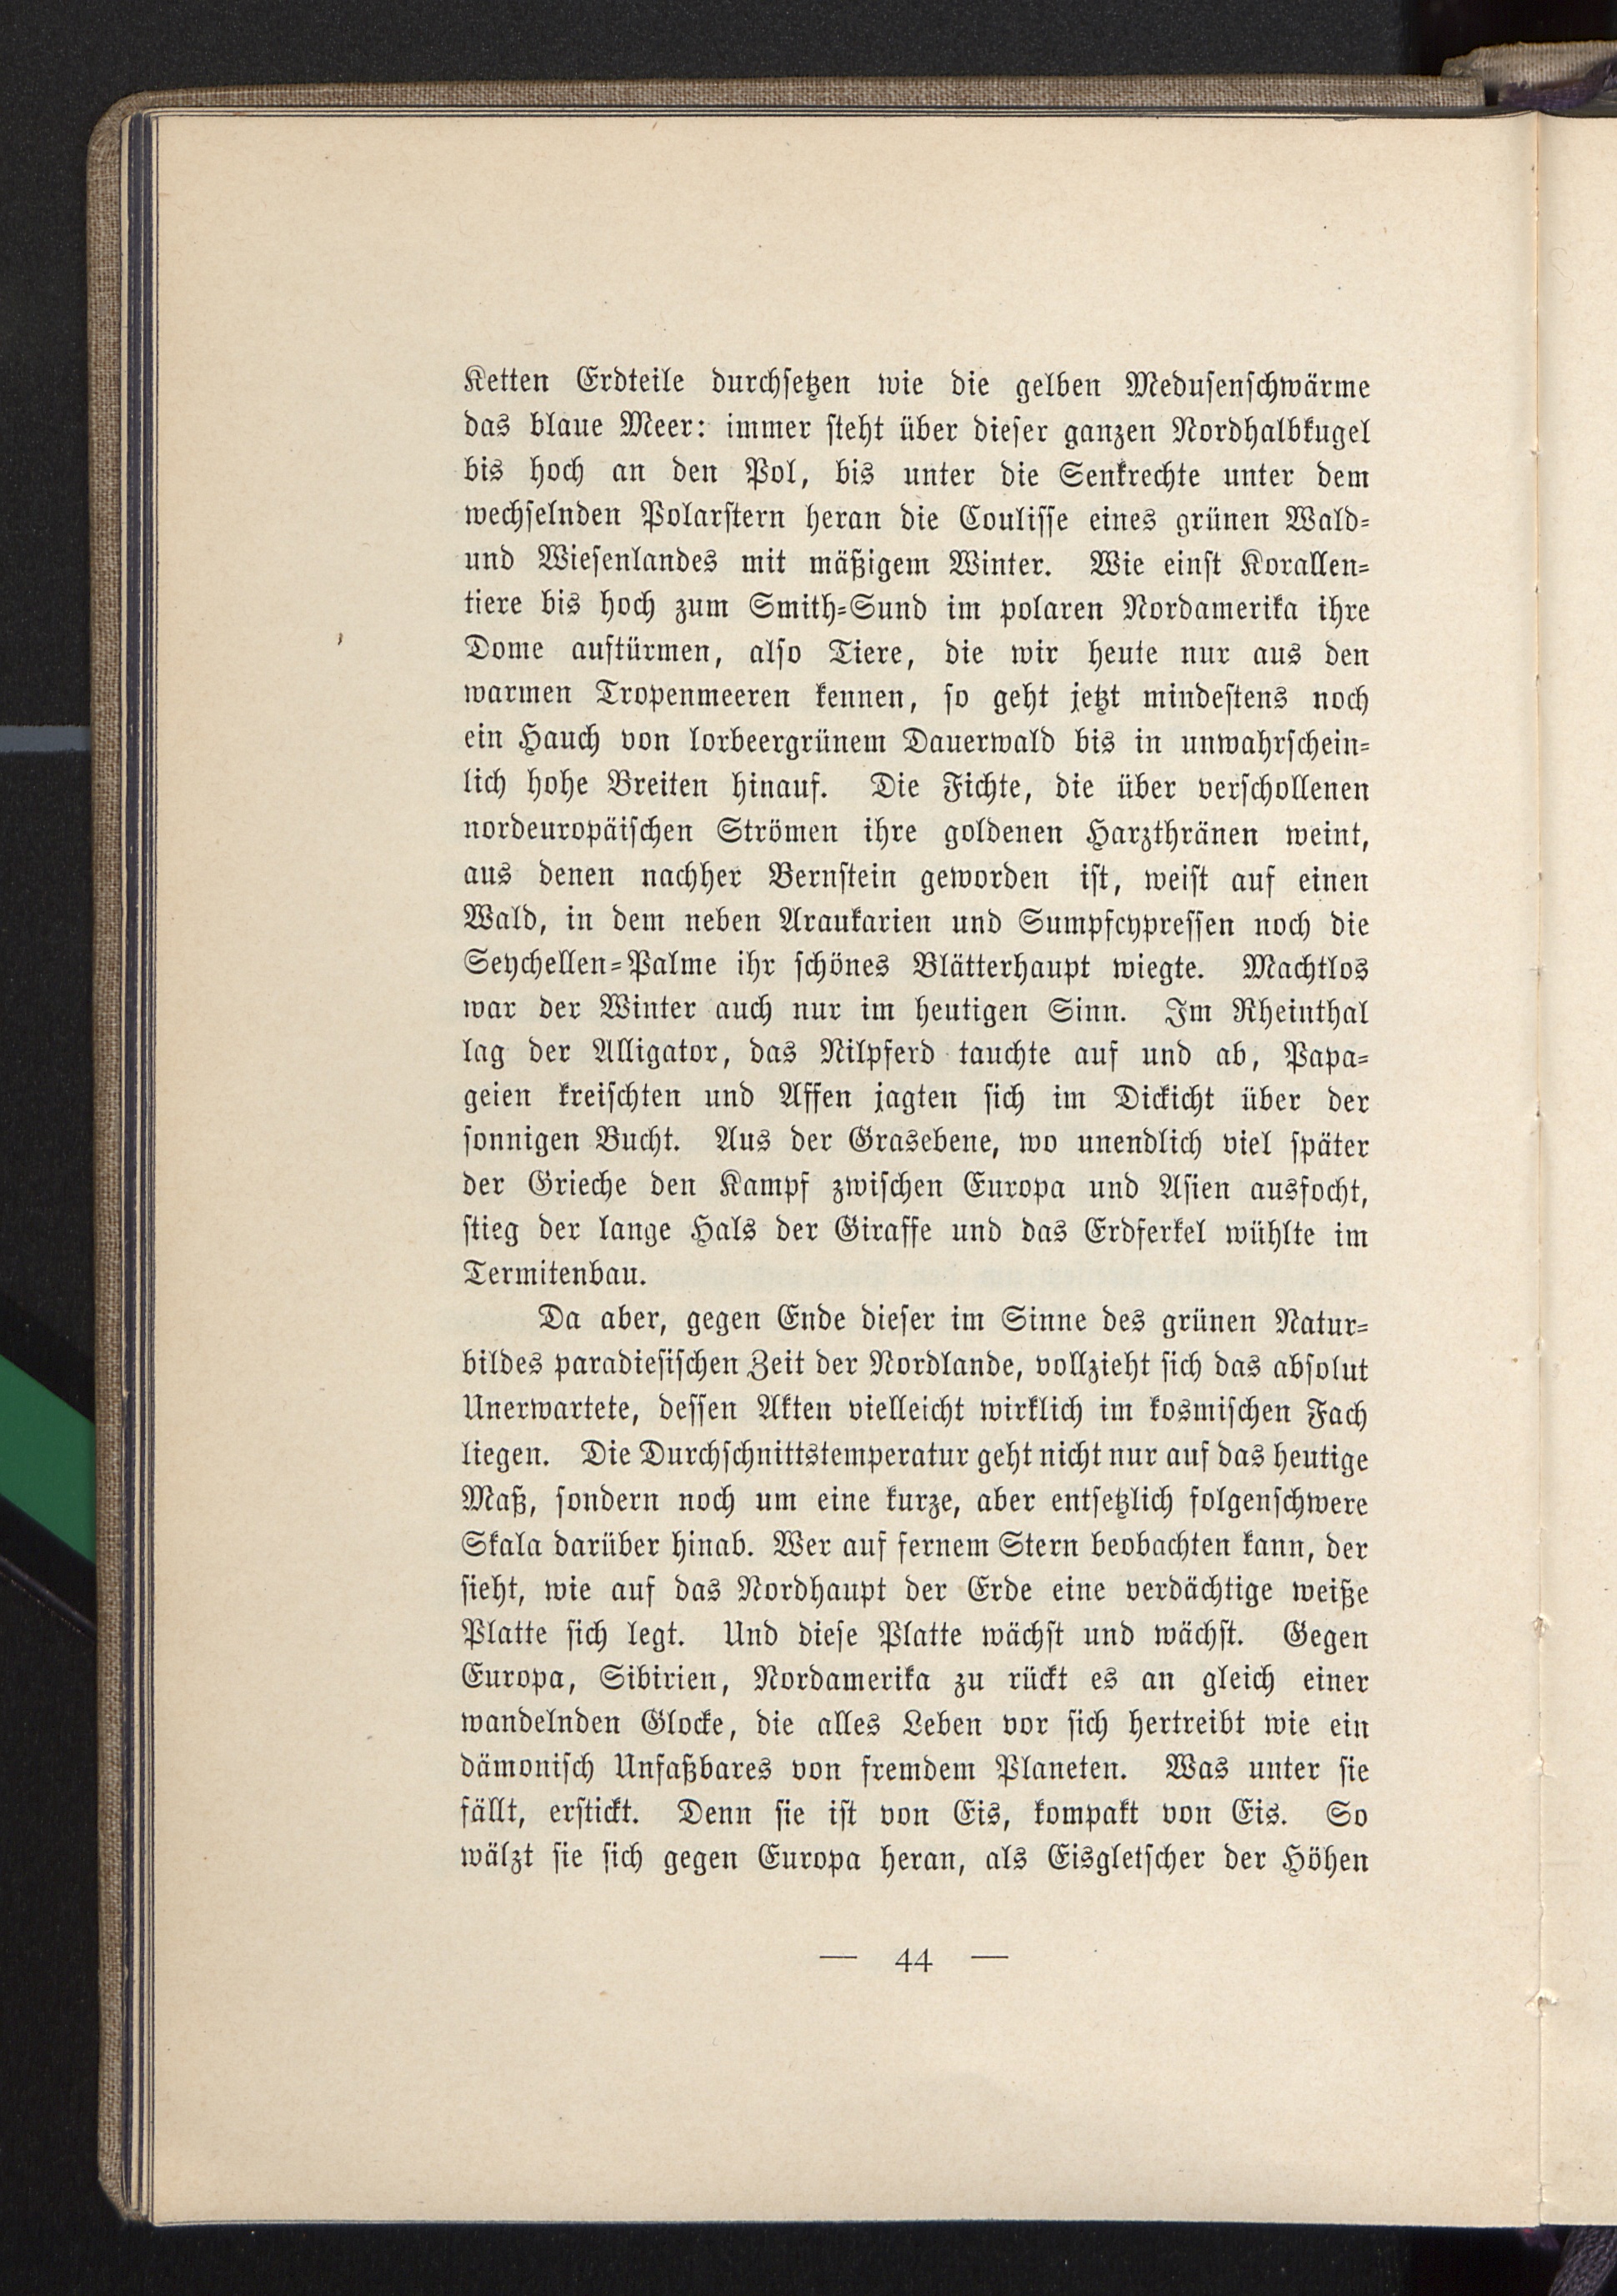 Ketten Erdteile durchsetzen wie die gelben Medusenschwärme
das blaue Meer: immer steht über dieser ganzen Nordhalbkugel
bis hoch an den Pol, bis unter die Senkrechte unter dem
wechselnden Polarstern heran die Coulisse eines grünen Wald-
und Wiesenlandes mit mäßigem Winter. Wie einst Korallen-
tiere bis hoch zum Smith-Sund im polaren Nordamerika ihre
Dome auftürmen, also Tiere, die wir heute nur aus den
warmen Tropenmeeren kennen, so geht jetzt mindestens noch
ein Hauch von lorbeergrünem Dauerwald bis in unwahrschein-
lich hohe Breiten hinauf. Die Fichte, die über verschollenen
nordeuropäischen Strömen ihre goldenen Harzthränen weint,
aus denen nachher Bernstein geworden ist, weist auf einen
Wald, in dem neben Araukarien und Sumpfcypressen noch die
Seychellen-Palme ihr schönes Blätterhaupt wiegte. Machtlos
war der Winter auch nur im heutigen Sinn. Im Rheinthal
lag der Alligator, das Nilpferd tauchte auf und ab, Papa-
geien kreischten und Affen jagten sich im Dickicht über der
sonnigen Bucht. Aus der Grasebene, wo unendlich viel später
der Grieche den Kampf zwischen Europa und Asien ausfocht,
stieg der lange Hals der Giraffe und das Erdferkel wühlte im
Termitenbau.
Da aber, gegen Ende dieser im Sinne des grünen Natur-
bildes paradiesischen Zeit der Nordlande, vollzieht sich das absolut
Unerwartete, dessen Akten vielleicht wirklich im kosmischen Fach
liegen. Die Durchschnittstemperatur geht nicht nur auf das heutige
Maß, sondern noch um eine kurze, aber entsetzlich folgenschwere
Skala darüber hinab. Wer auf fernem Stern beobachten kann, der
sieht, wie auf das Nordhaupt der Erde eine verdächtige weiße
Platte sich legt. Und diese Platte wächst und wächst. Gegen
Europa, Sibirien, Nordamerika zu rückt es an gleich einer
wandelnden Glocke, die alles Leben vor sich hertreibt wie ein
dämonisch Unfaßbares von fremdem Planeten. Was unter sie
fällt, erstickt. Denn sie ist von Eis, kompakt von Eis. So
wälzt sie sich gegen Europa heran, als Eisgletscher der Höhen
— 44 —